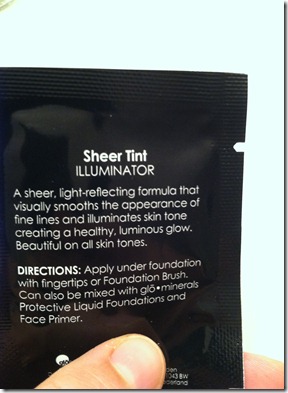 Sheer Tint
ILLUMINATOR
A sheer, light-reflecting formula that
visually smooths the appearance of
fine lines and illuminates skin tone
creating a healthy, luminous glow.
Beautiful on all skin tones.
DIRECTIONS: Apply under foundation
with fingertips or Foundation Brush.
Can also be mixed with glō•minerals
Protective Liquid Foundations and
Face Primer.